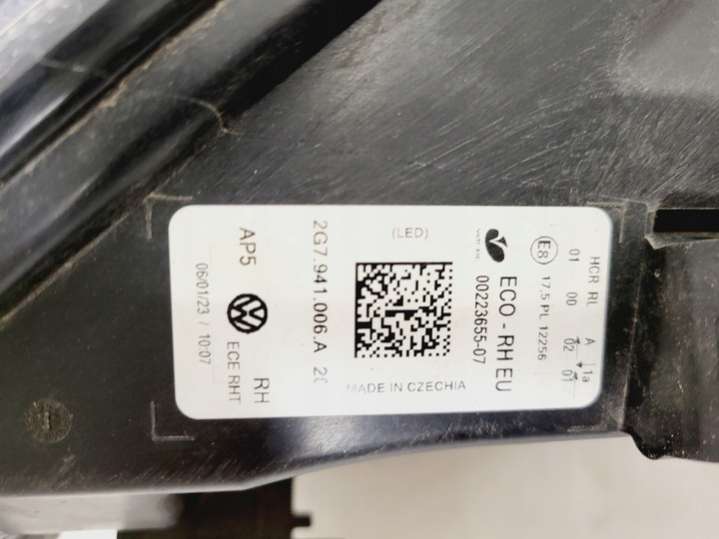 HCR RL A 1a
01 00 02 01
E8 17,5 PL 12256
ECO - RH EU
00223655-07
(LED)
MADE IN CZECHIA
2G7.941.006.A
AP5 RH
ECE RHT
06/01/23 / 10:07